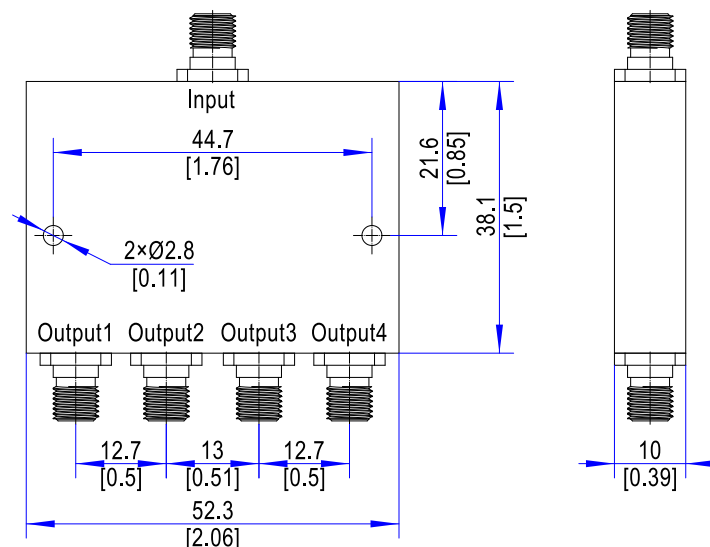 Input
44.7
[1.76]
21.6
[0.85]
38.1
[1.5]
2×Ø2.8
[0.11]
Output1 Output2 Output3 Output4
12.7 13 12.7
[0.5] [0.51] [0.5]
10
[0.39]
52.3
[2.06]